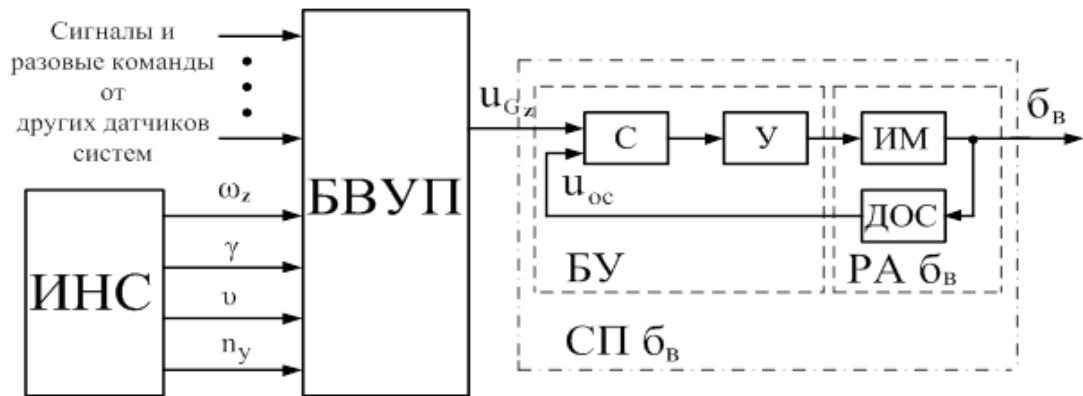 Сигналы и
разовые команды
от
других датчиков
систем
ИНС
ω_z
γ
υ
n_y
БВУП
u_Gz
С
У
ИМ
ДОС
u_ос
БУ
РА б_в
СП б_в
б_в